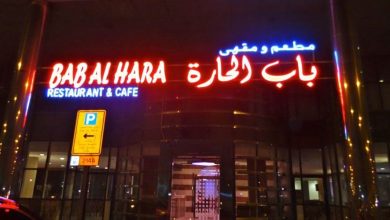 مطعم و مقهى
باب الحارة
BAB AL HARA
RESTAURANT & CAFE
P